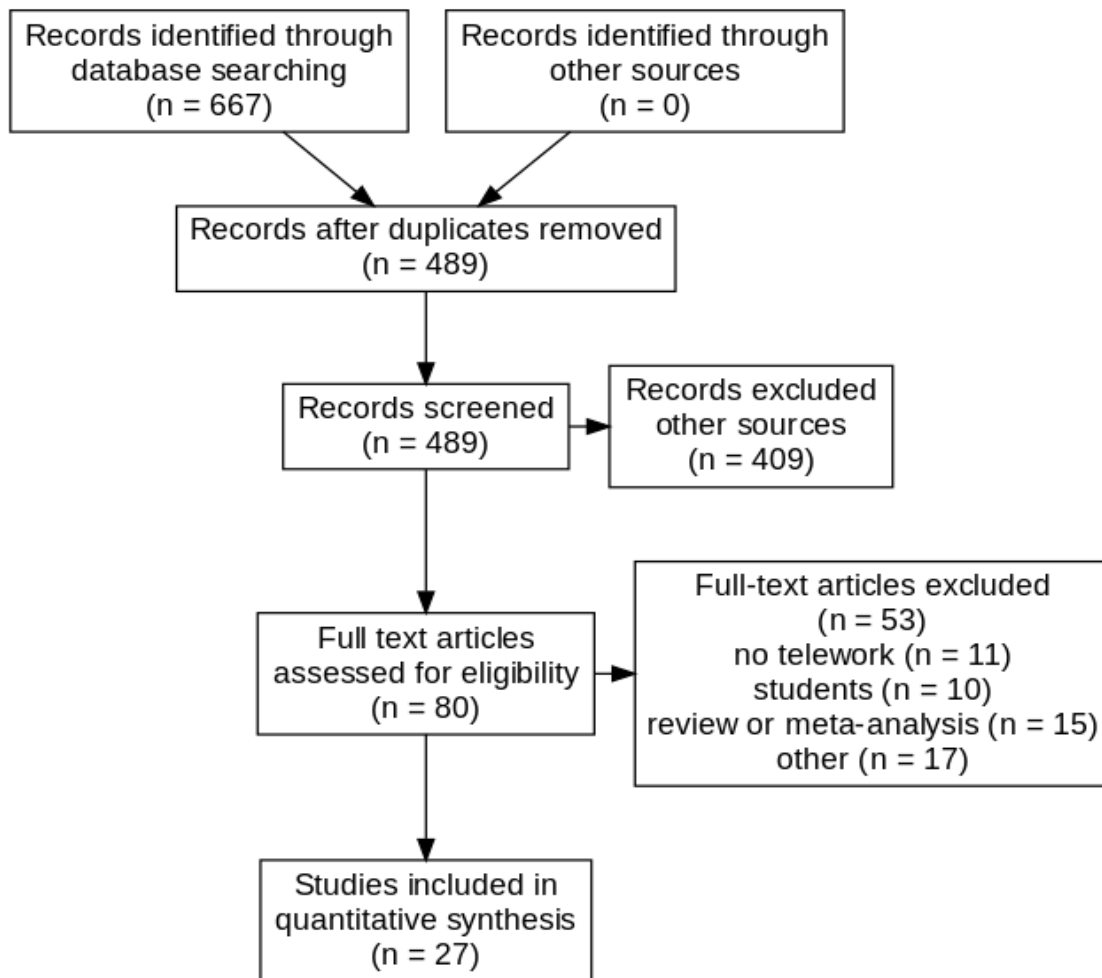 Records identified through
database searching
(n = 667)
Records identified through
other sources
(n = 0)
Records after duplicates removed
(n = 489)
Records screened
(n = 489)
Records excluded
other sources
(n = 409)
Full text articles
assessed for eligibility
(n = 80)
Full-text articles excluded
(n = 53)
no telework (n = 11)
students (n = 10)
review or meta-analysis (n = 15)
other (n = 17)
Studies included in
quantitative synthesis
(n = 27)